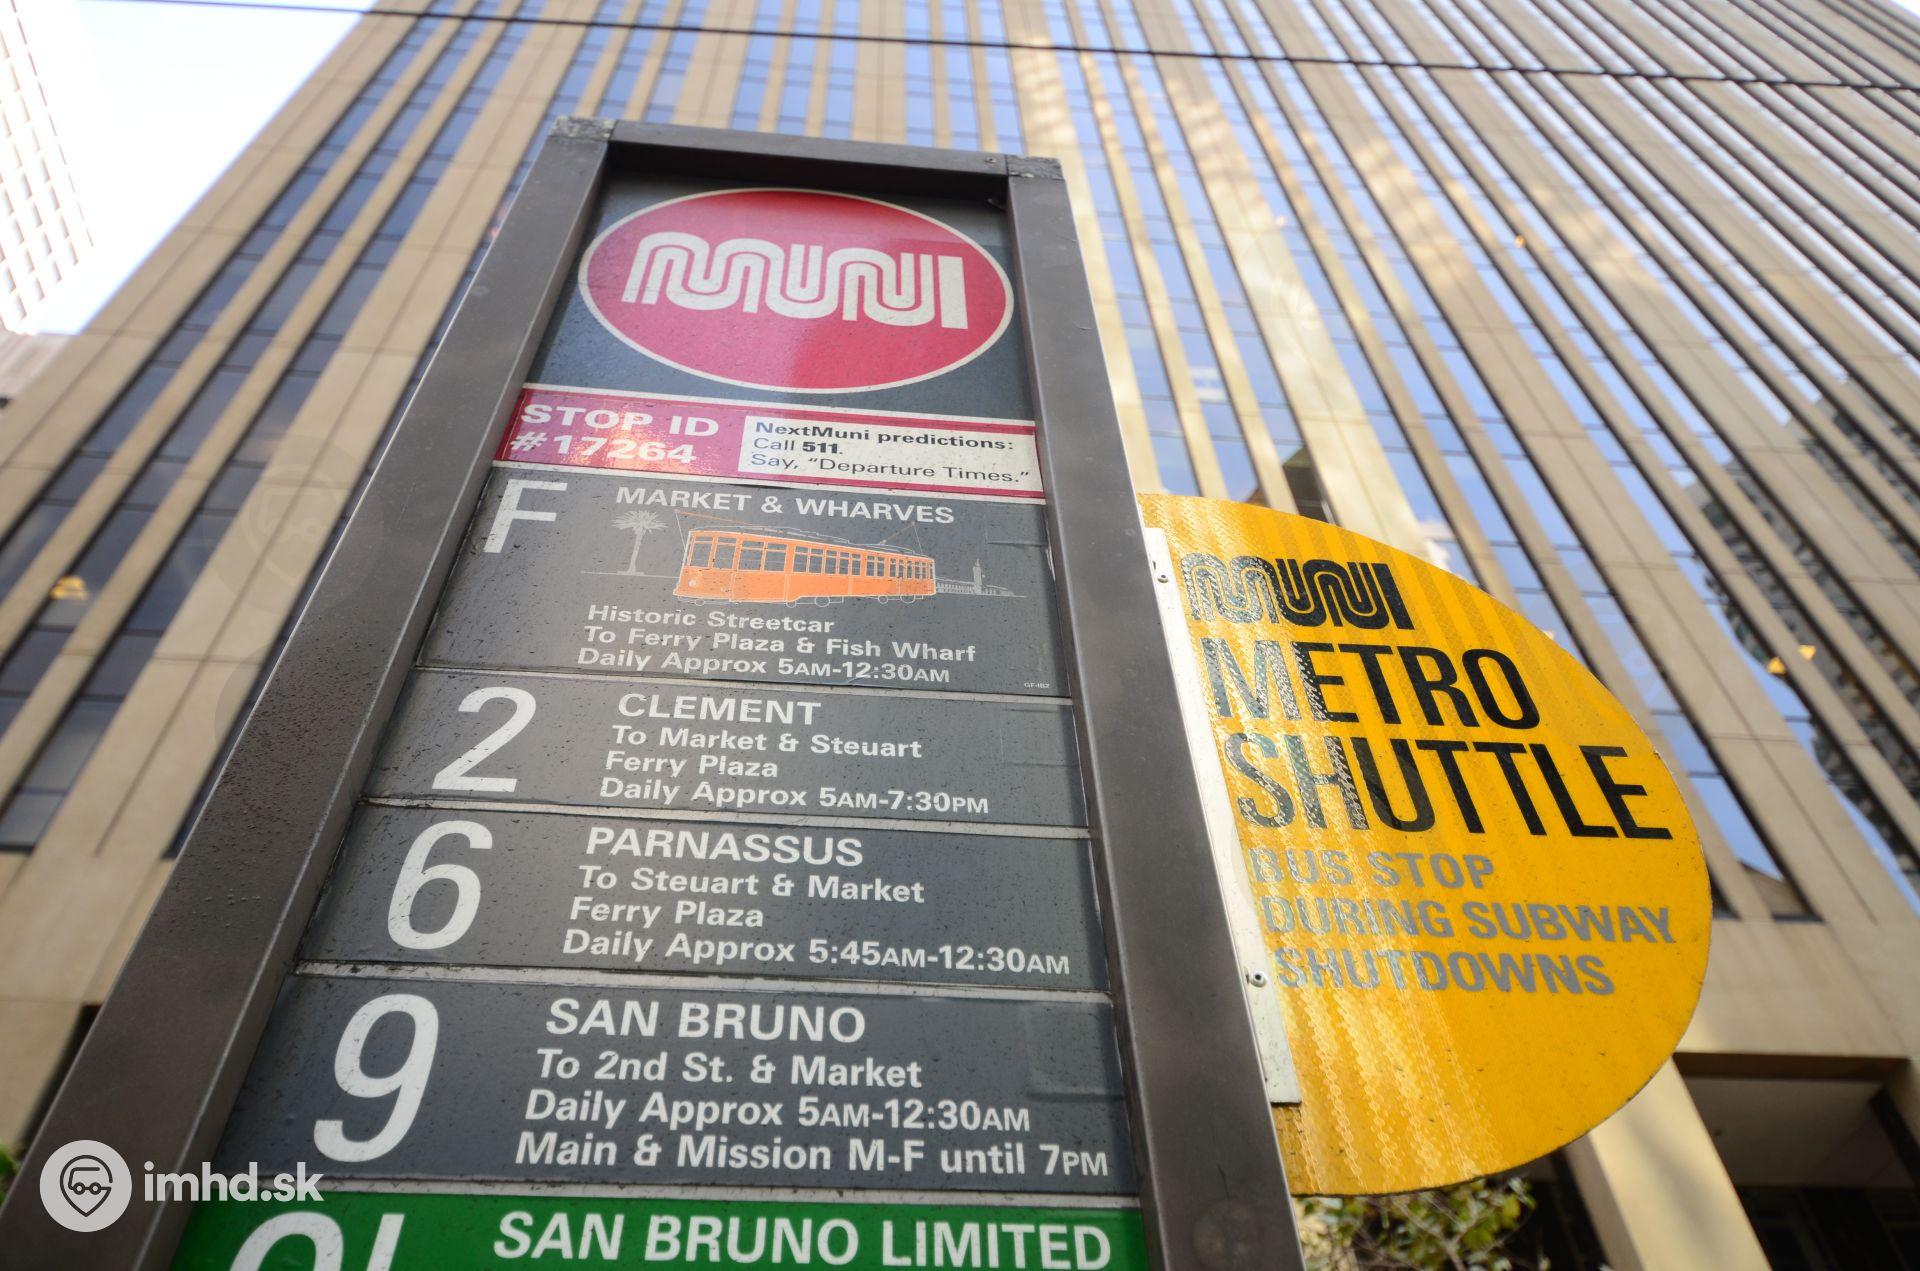 MUNI
STOP ID
#17264
NextMuni predictions:
Call 511.
Say, "Departure Times."
F
MARKET & WHARVES
Historic Streetcar
To Ferry Plaza & Fish Wharf
Daily Approx 5AM-12:30AM
GF-IB2
2
CLEMENT
To Market & Steuart
Ferry Plaza
Daily Approx 5AM-7:30PM
6
PARNASSUS
To Steuart & Market
Ferry Plaza
Daily Approx 5:45AM-12:30AM
9
SAN BRUNO
To 2nd St. & Market
Daily Approx 5AM-12:30AM
Main & Mission M-F until 7PM
9L
SAN BRUNO LIMITED
MUNI
METRO
SHUTTLE
BUS STOP
DURING SUBWAY
SHUTDOWNS
imhd.sk